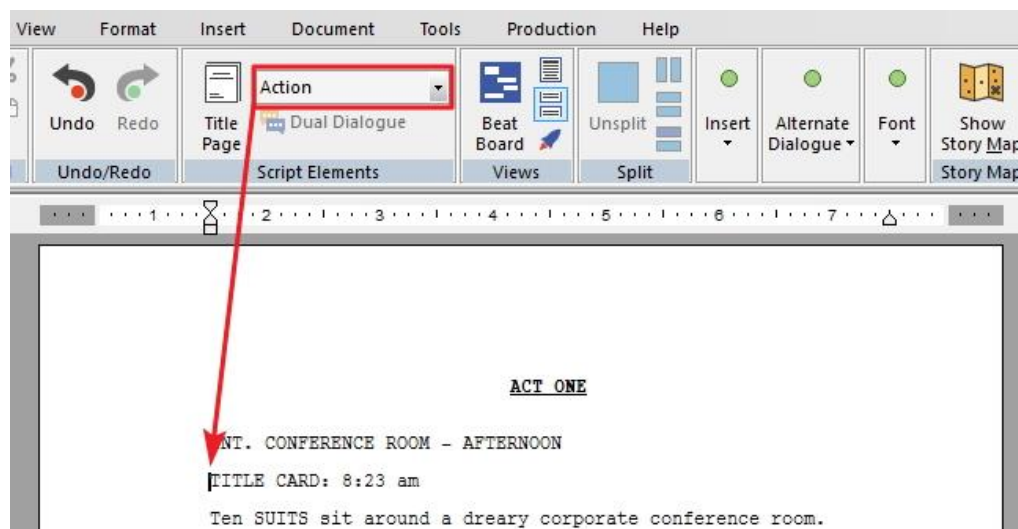 View Format Insert Document Tools Production Help
Action
Undo Redo Title Page Dual Dialogue Beat Board Unsplit Insert Alternate Dialogue Font Show Story Map
Undo/Redo Script Elements Views Split Story Map
1 2 3 4 5 6 7
ACT ONE
NT. CONFERENCE ROOM - AFTERNOON
TITLE CARD: 8:23 am
Ten SUITS sit around a dreary corporate conference room.